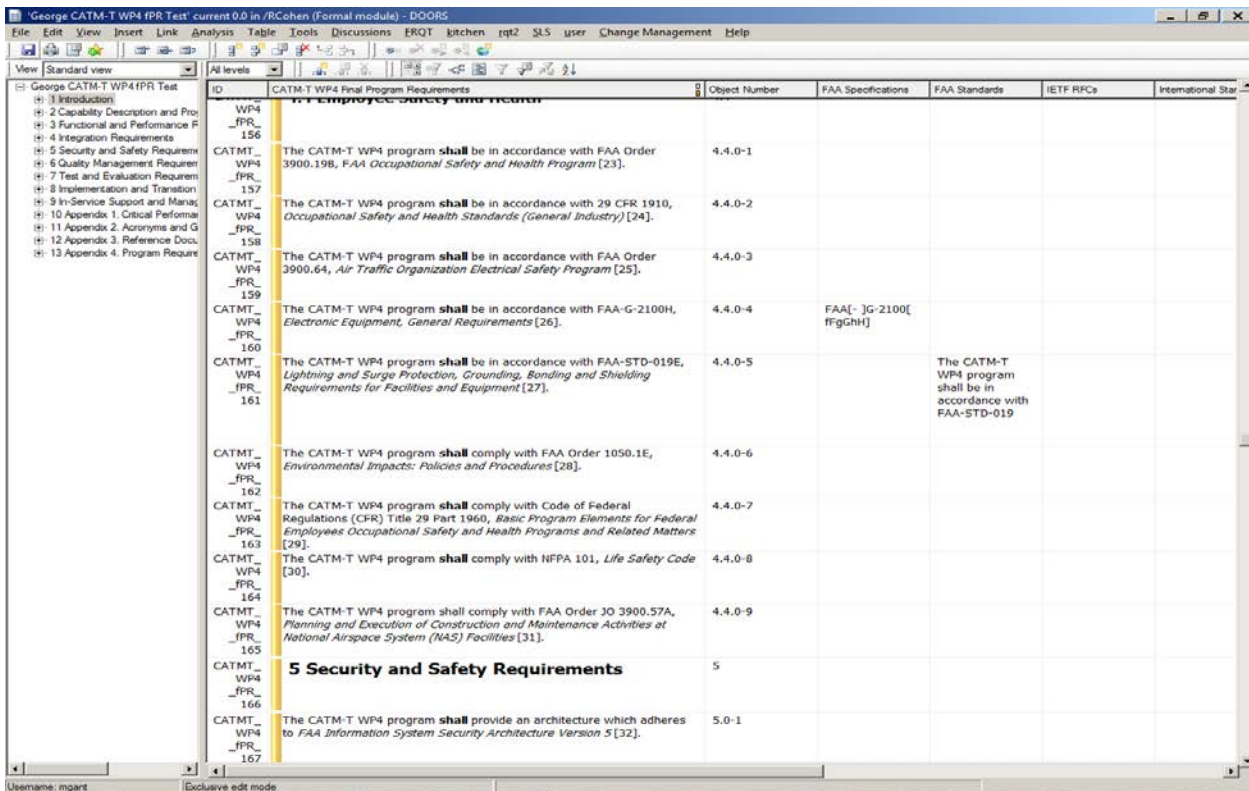 'George CATM-T WP4 fPR Test' current 0.0 in /RCohen (Formal module) - DOORS
File Edit View Insert Link Analysis Table Tools Discussions ERQT kitchen rqt2 SLS user Change Management Help
View Standard view All levels
George CATM-T WP4 fPR Test
1 Introduction
2 Capability Description and Pro
3 Functional and Performance R
4 Integration Requirements
5 Security and Safety Requireme
6 Quality Management Requirem
7 Test and Evaluation Requirem
8 Implementation and Transition
9 In-Service Support and Manag
10 Appendix 1. Critical Performan
11 Appendix 2. Acronyms and G
12 Appendix 3. Reference Docu
13 Appendix 4. Program Require
ID CATM-T WP4 Final Program Requirements Object Number FAA Specifications FAA Standards IETF RFCs International Star
Employee Safety and Health
WP4
_fPR_
156
CATMT_
WP4
_fPR_
157
The CATM-T WP4 program shall be in accordance with FAA Order
3900.19B, FAA Occupational Safety and Health Program [23].
4.4.0-1
CATMT_
WP4
_fPR_
158
The CATM-T WP4 program shall be in accordance with 29 CFR 1910,
Occupational Safety and Health Standards (General Industry) [24].
4.4.0-2
CATMT_
WP4
_fPR_
159
The CATM-T WP4 program shall be in accordance with FAA Order
3900.64, Air Traffic Organization Electrical Safety Program [25].
4.4.0-3
CATMT_
WP4
_fPR_
160
The CATM-T WP4 program shall be in accordance with FAA-G-2100H,
Electronic Equipment, General Requirements [26].
4.4.0-4
FAA[- ]G-2100[
fFgGhH]
CATMT_
WP4
_fPR_
161
The CATM-T WP4 program shall be in accordance with FAA-STD-019E,
Lightning and Surge Protection, Grounding, Bonding and Shielding
Requirements for Facilities and Equipment [27].
4.4.0-5
The CATM-T
WP4 program
shall be in
accordance with
FAA-STD-019
CATMT_
WP4
_fPR_
162
The CATM-T WP4 program shall comply with FAA Order 1050.1E,
Environmental Impacts: Policies and Procedures [28].
4.4.0-6
CATMT_
WP4
_fPR_
163
The CATM-T WP4 program shall comply with Code of Federal
Regulations (CFR) Title 29 Part 1960, Basic Program Elements for Federal
Employees Occupational Safety and Health Programs and Related Matters
[29].
4.4.0-7
CATMT_
WP4
_fPR_
164
The CATM-T WP4 program shall comply with NFPA 101, Life Safety Code
[30].
4.4.0-8
CATMT_
WP4
_fPR_
165
The CATM-T WP4 program shall comply with FAA Order JO 3900.57A,
Planning and Execution of Construction and Maintenance Activities at
National Airspace System (NAS) Facilities [31].
4.4.0-9
CATMT_
WP4
_fPR_
166
5 Security and Safety Requirements
5
CATMT_
WP4
_fPR_
167
The CATM-T WP4 program shall provide an architecture which adheres
to FAA Information System Security Architecture Version 5 [32].
5.0-1
Username: mgant Exclusive edit mode